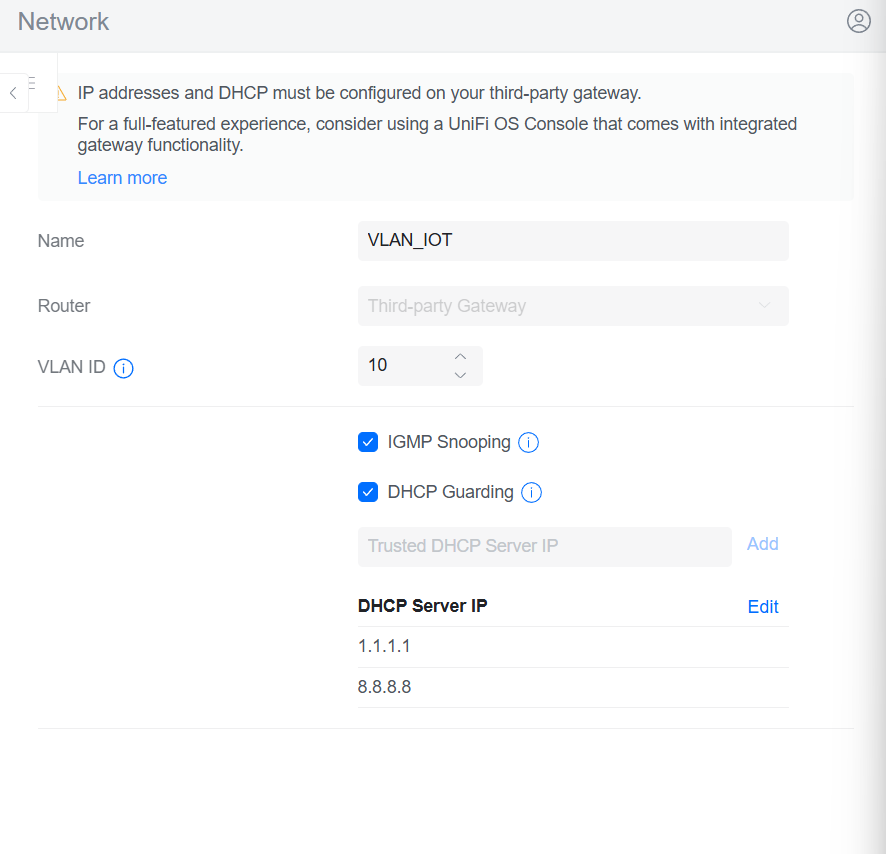 Network
IP addresses and DHCP must be configured on your third-party gateway.
For a full-featured experience, consider using a UniFi OS Console that comes with integrated
gateway functionality.
Learn more
Name
VLAN_IOT
Router
Third-party Gateway
VLAN ID
10
IGMP Snooping
DHCP Guarding
Trusted DHCP Server IP
Add
DHCP Server IP
Edit
1.1.1.1
8.8.8.8